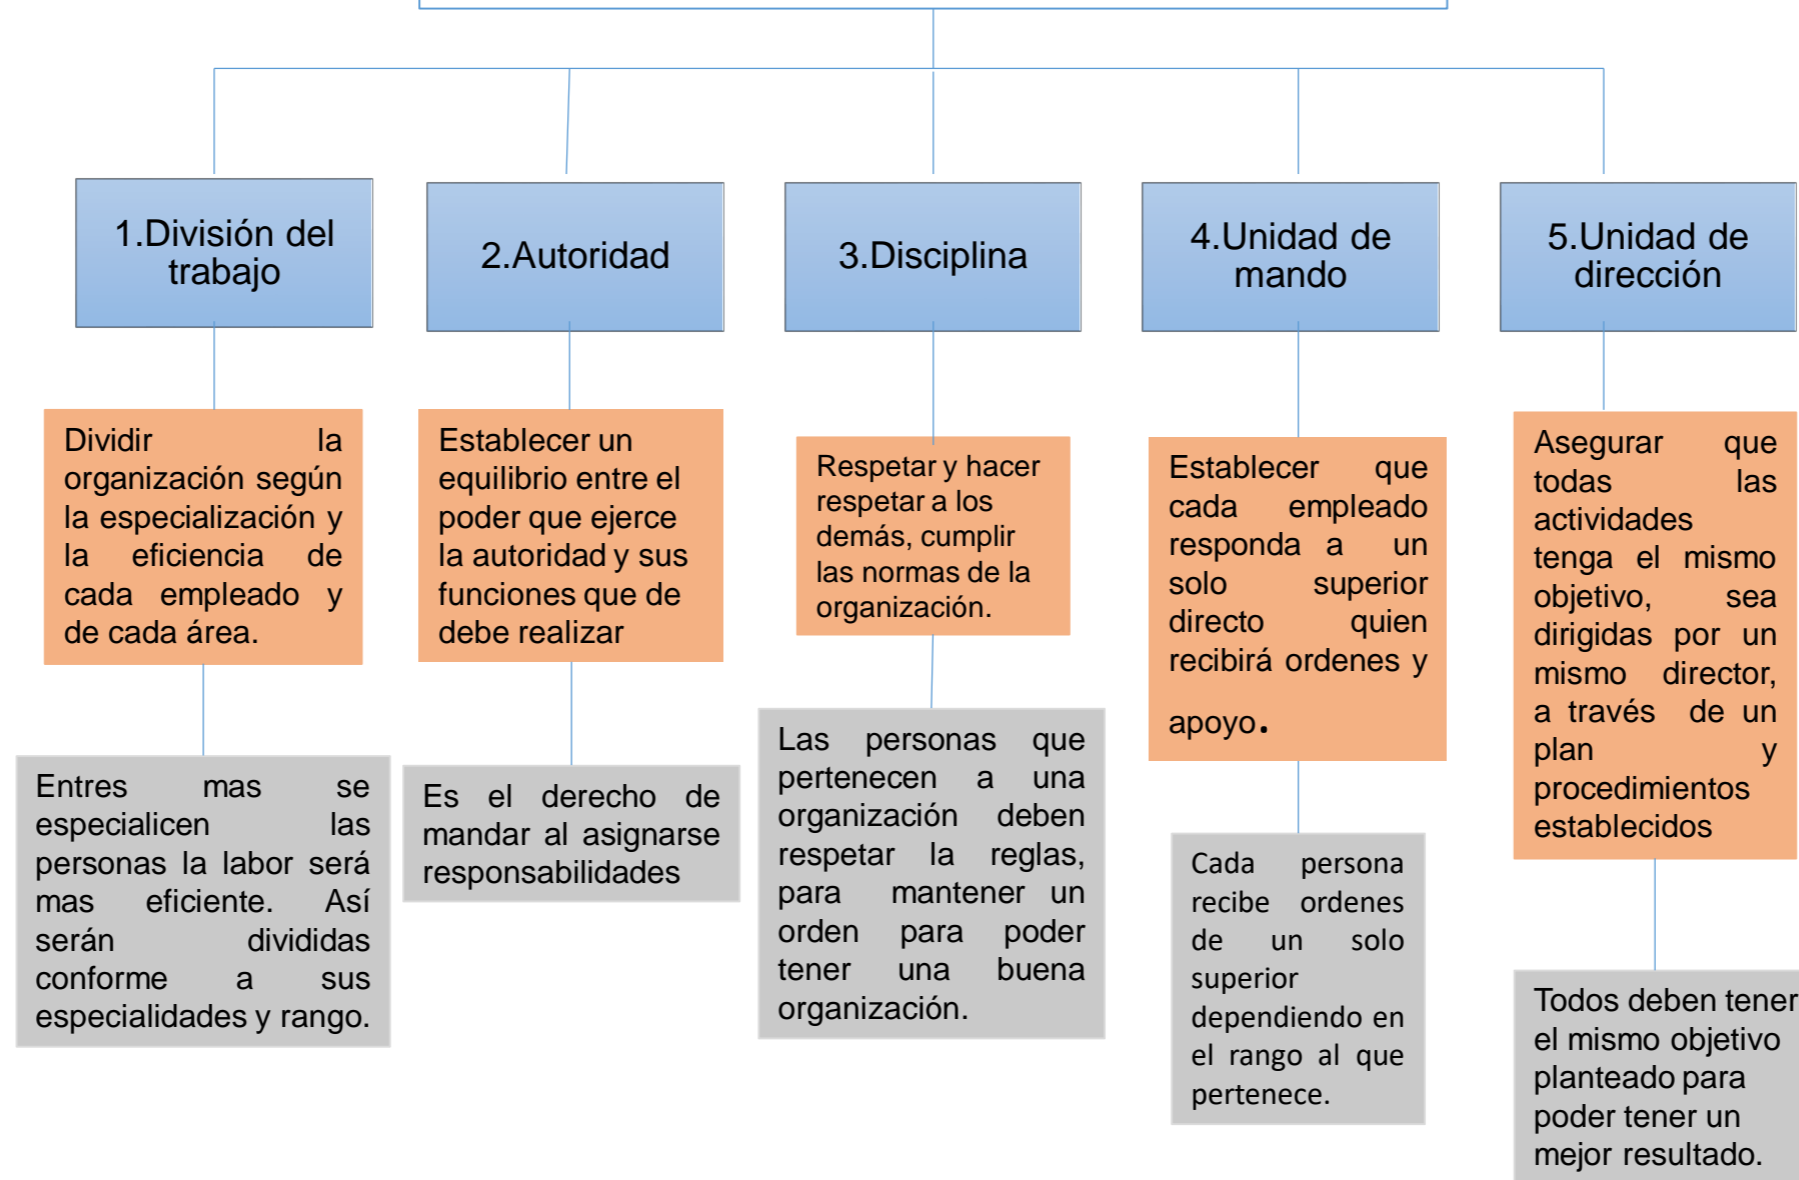 1.División del
trabajo
2.Autoridad
3.Disciplina
4.Unidad de
mando
5.Unidad de
dirección
Dividir la
organización según
la especialización y
la eficiencia de
cada empleado y
de cada área.
Establecer un
equilibrio entre el
poder que ejerce
la autoridad y sus
funciones que de
debe realizar
Respetar y hacer
respetar a los
demás, cumplir
las normas de la
organización.
Establecer que
cada empleado
responda a un
solo superior
directo quien
recibirá ordenes y
apoyo.
Asegurar que
todas las
actividades
tenga el mismo
objetivo, sea
dirigidas por un
mismo director,
a través de un
plan y
procedimientos
establecidos
Entres mas se
especialicen las
personas la labor será
mas eficiente. Así
serán divididas
conforme a sus
especialidades y rango.
Es el derecho de
mandar al asignarse
responsabilidades
Las personas que
pertenecen a una
organización deben
respetar la reglas,
para mantener un
orden para poder
tener una buena
organización.
Cada persona
recibe ordenes
de un solo
superior
dependiendo en
el rango al que
pertenece.
Todos deben tener
el mismo objetivo
planteado para
poder tener un
mejor resultado.